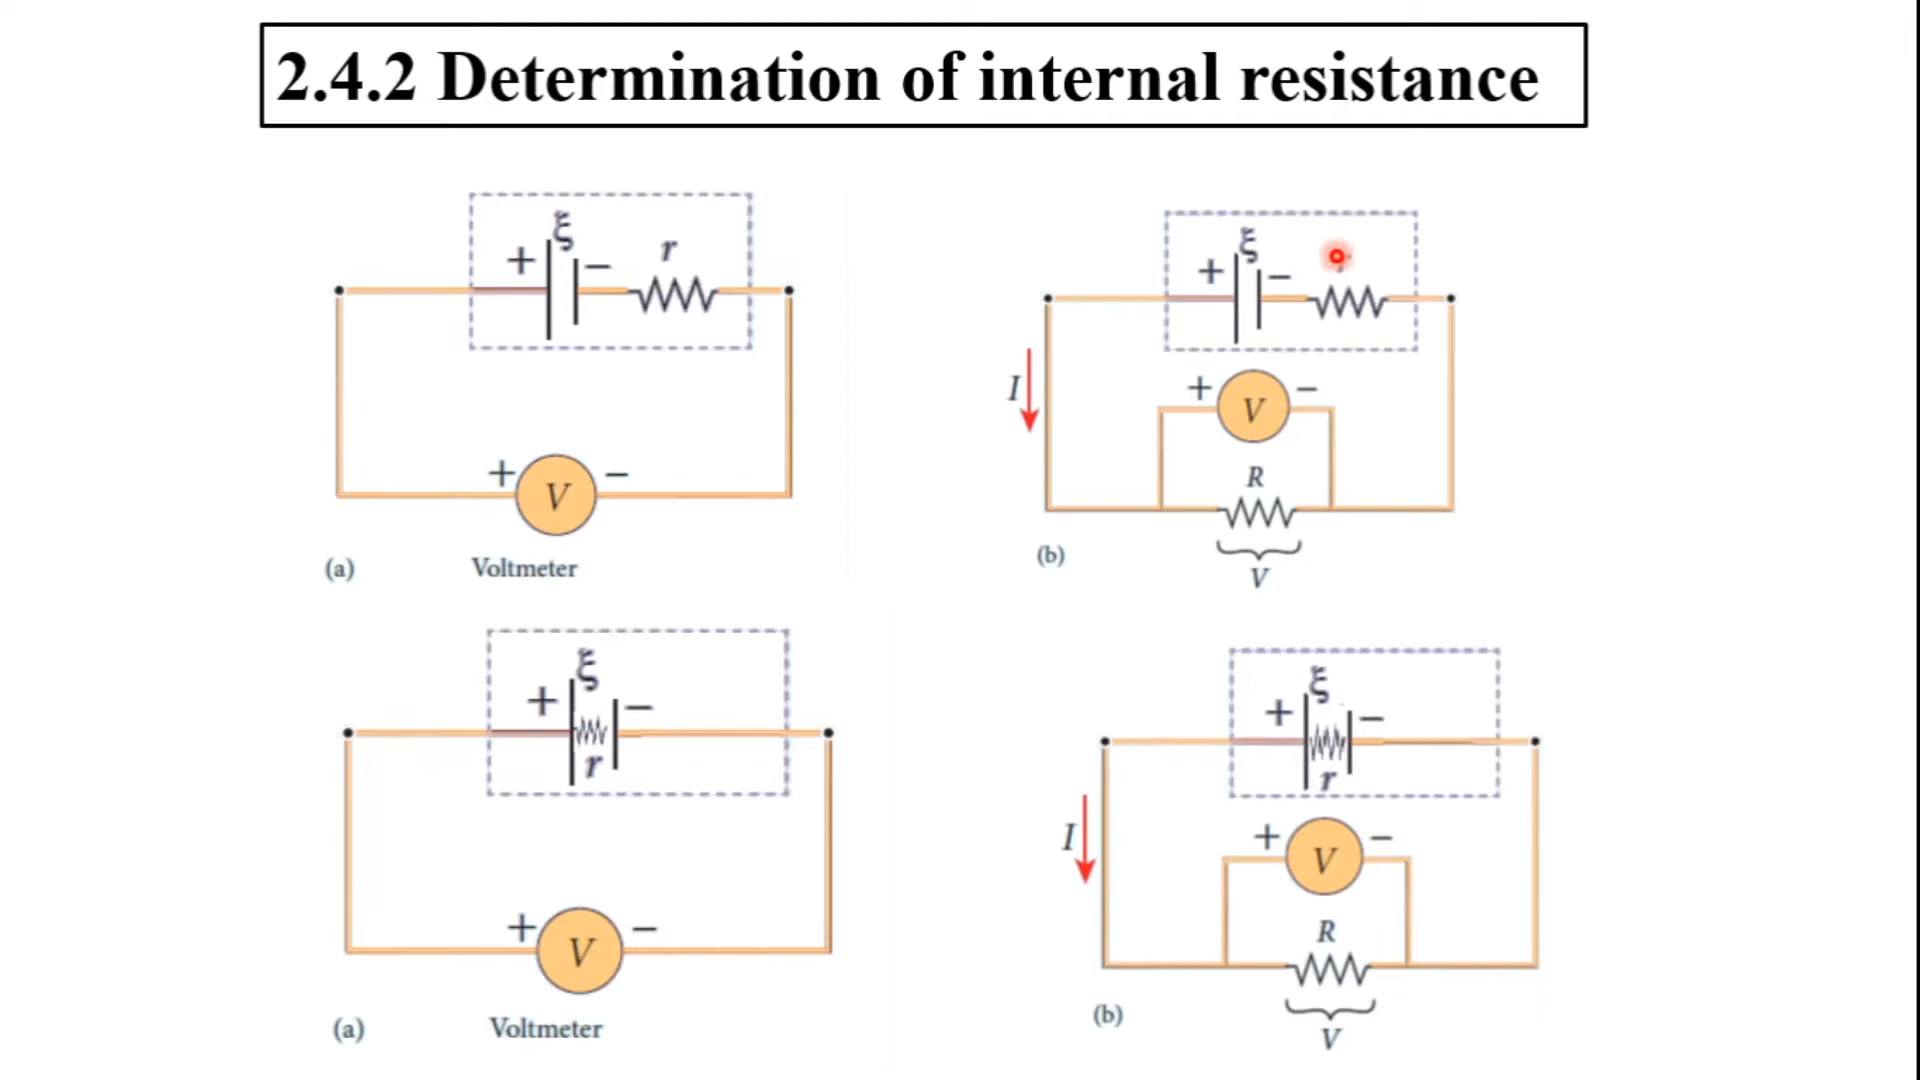 2.4.2 Determination of internal resistance
ξ
+ − r
+ V −
(a) Voltmeter
ξ
+ −
I
+ V −
R
V
(b)
ξ
+ −
r
+ V −
(a) Voltmeter
ξ
+ −
r
I
+ V −
R
(b)
V